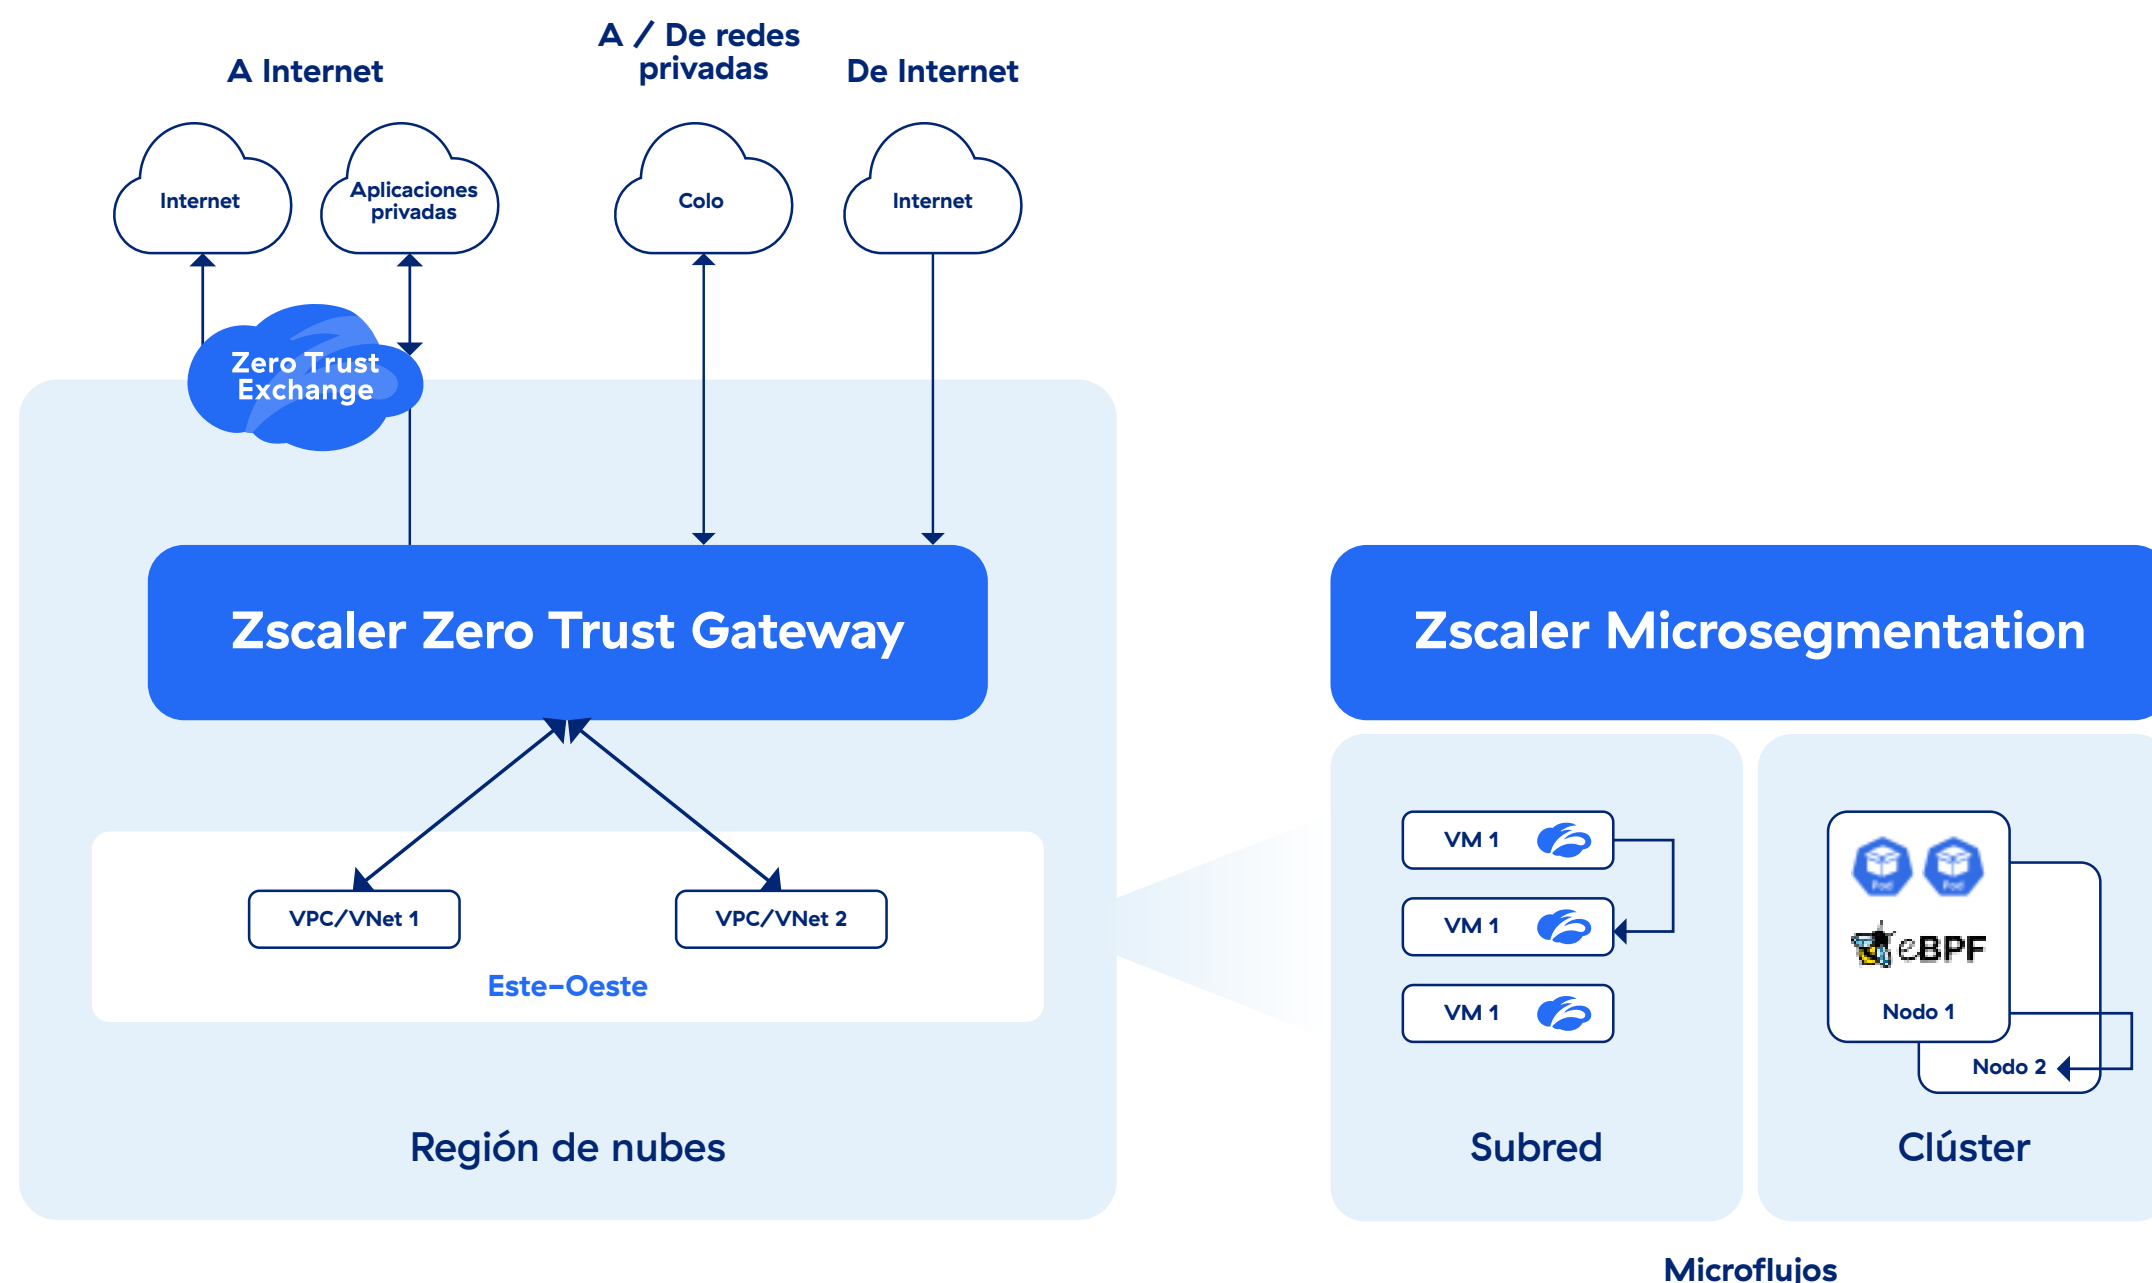 A Internet
A / De redes
privadas
De Internet
Internet
Aplicaciones
privadas
Colo
Internet
Zero Trust
Exchange
Zscaler Zero Trust Gateway
VPC/VNet 1
VPC/VNet 2
Este-Oeste
Región de nubes
Zscaler Microsegmentation
VM 1
VM 1
VM 1
Subred
Pod
Pod
eBPF
Nodo 1
Nodo 2
Clúster
Microflujos